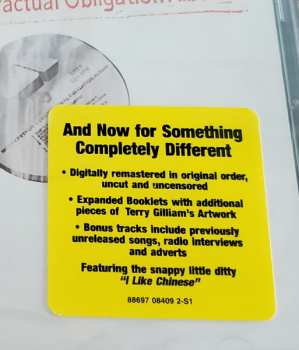 actual Obligation
And Now for Something
Completely Different
• Digitally remastered in original order,
uncut and uncensored
• Expanded Booklets with additional
pieces of Terry Gilliam's Artwork
• Bonus tracks include previously
unreleased songs, radio interviews
and adverts
Featuring the snappy little ditty
"I Like Chinese"
88697 08409 2-S1